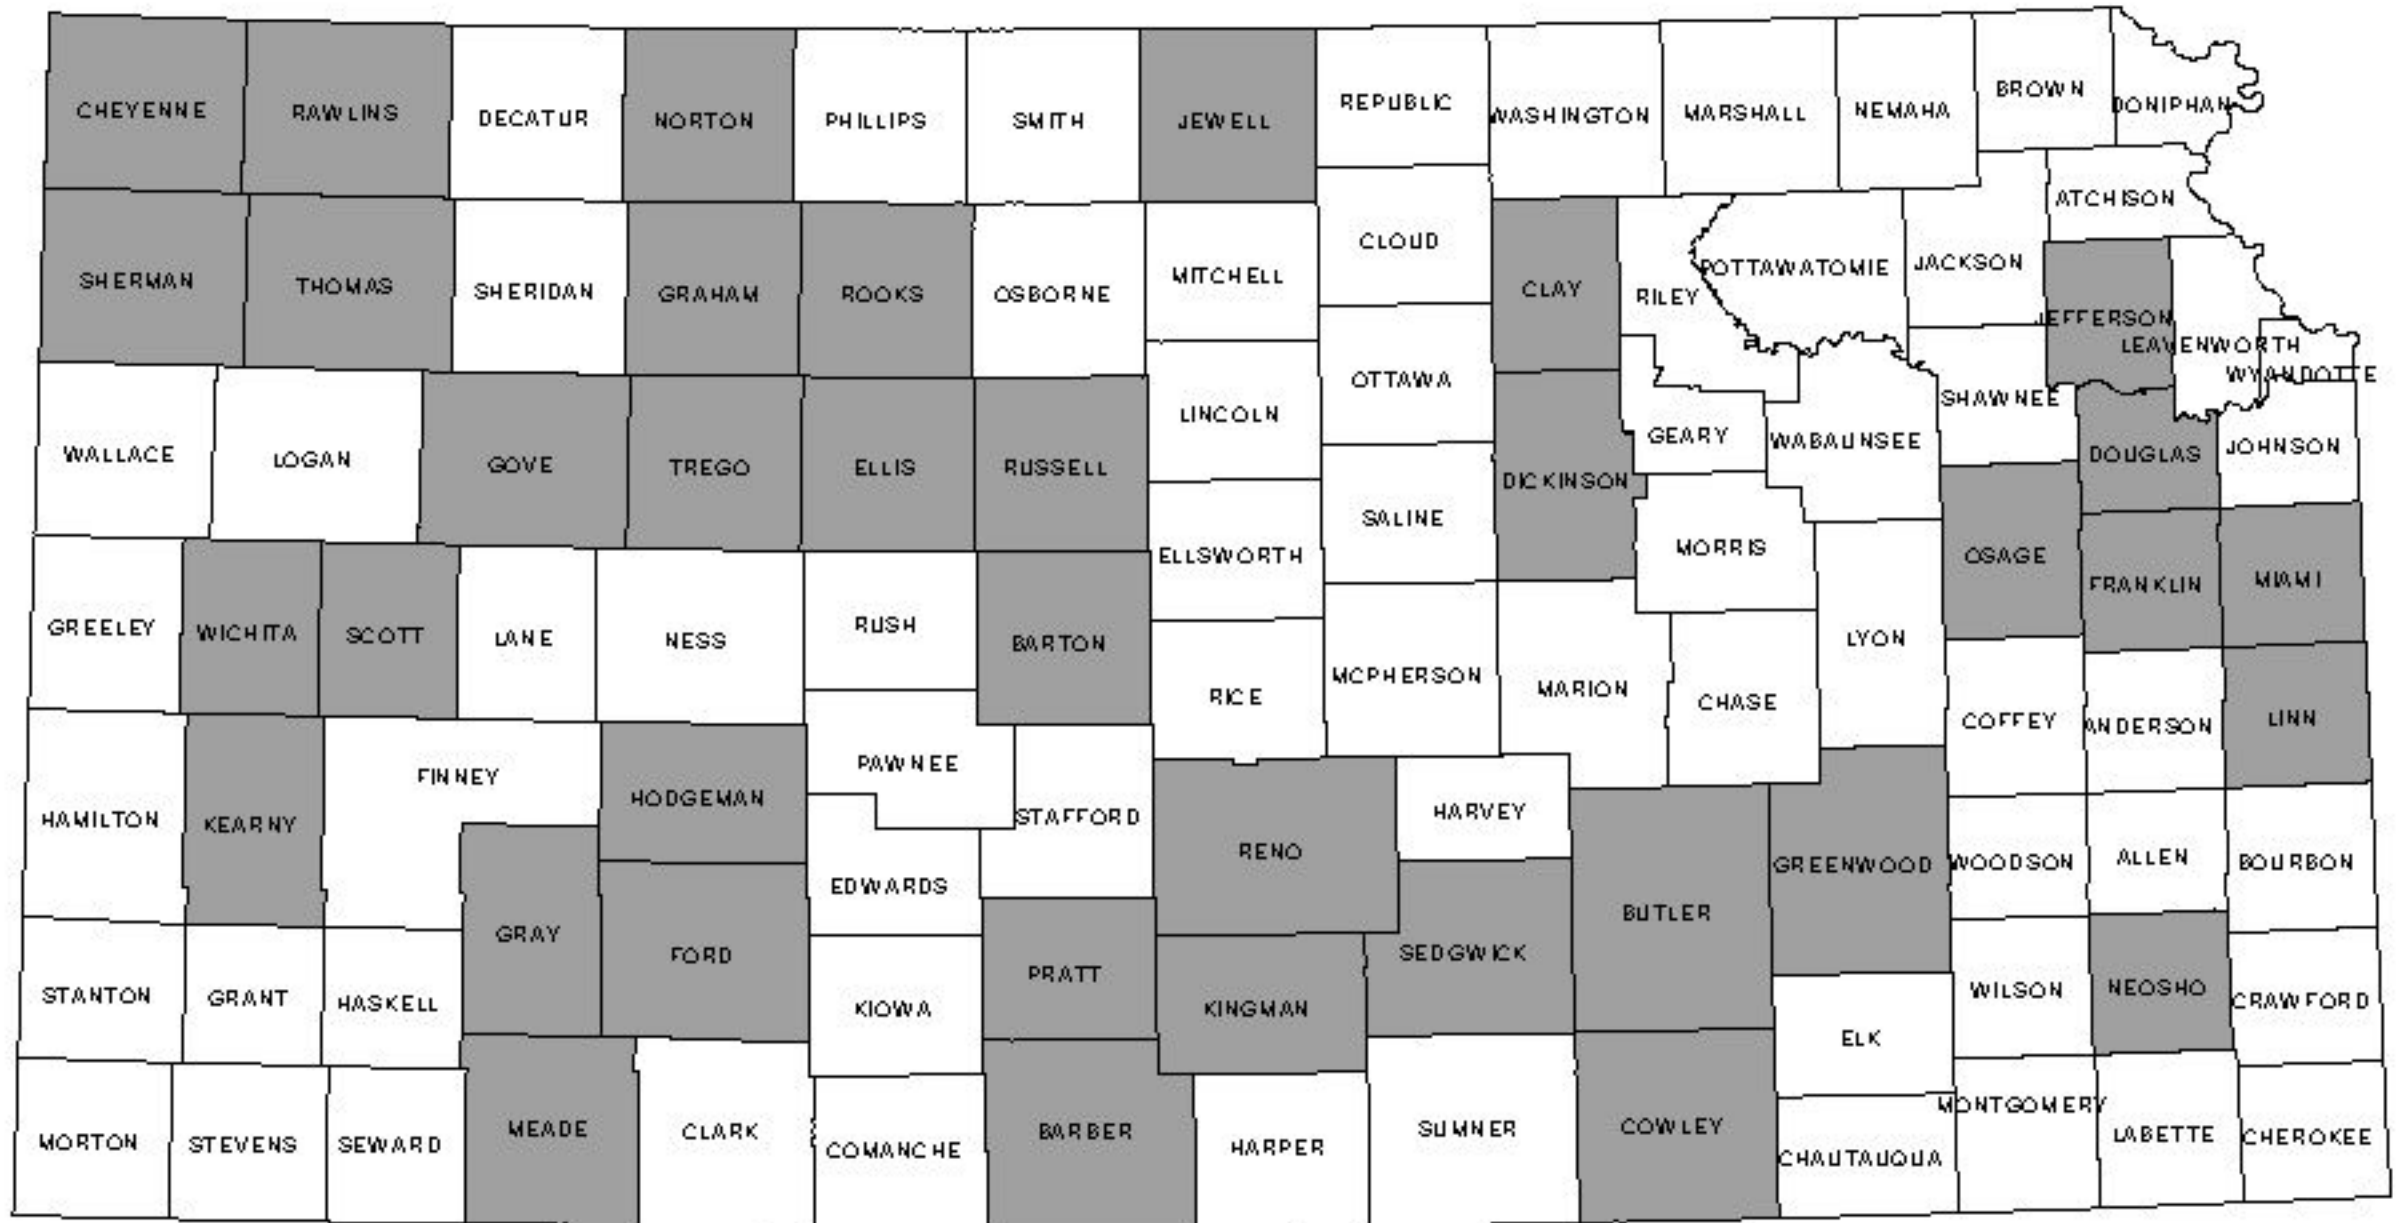 CHEYENNE
RAWLINS
DECATUR
NORTON
PHILLIPS
SMITH
JEWELL
REPUBLIC
WASHINGTON
MARSHALL
NEMAHA
BROWN
DONIPHAN
ATCHISON
SHERMAN
THOMAS
SHERIDAN
GRAHAM
ROOKS
OSBORNE
MITCHELL
CLOUD
CLAY
RILEY
POTTAWATOMIE
JACKSON
JEFFERSON
LEAVENWORTH
WYANDOTTE
WALLACE
LOGAN
GOVE
TREGO
ELLIS
RUSSELL
LINCOLN
OTTAWA
DICKINSON
GEARY
WABAUNSEE
SHAWNEE
DOUGLAS
JOHNSON
ELLSWORTH
SALINE
MORRIS
OSAGE
FRANKLIN
MIAMI
GREELEY
WICHITA
SCOTT
LANE
NESS
RUSH
BARTON
RICE
MCPHERSON
MARION
CHASE
LYON
COFFEY
ANDERSON
LINN
HAMILTON
KEARNY
FINNEY
HODGEMAN
PAWNEE
STAFFORD
RENO
HARVEY
BUTLER
GREENWOOD
WOODSON
ALLEN
BOURBON
GRAY
FORD
EDWARDS
PRATT
KINGMAN
SEDGWICK
STANTON
GRANT
HASKELL
KIOWA
ELK
WILSON
NEOSHO
CRAWFORD
MORTON
STEVENS
SEWARD
MEADE
CLARK
COMANCHE
BARBER
HARPER
SUMNER
COWLEY
CHAUTAUQUA
MONTGOMERY
LABETTE
CHEROKEE